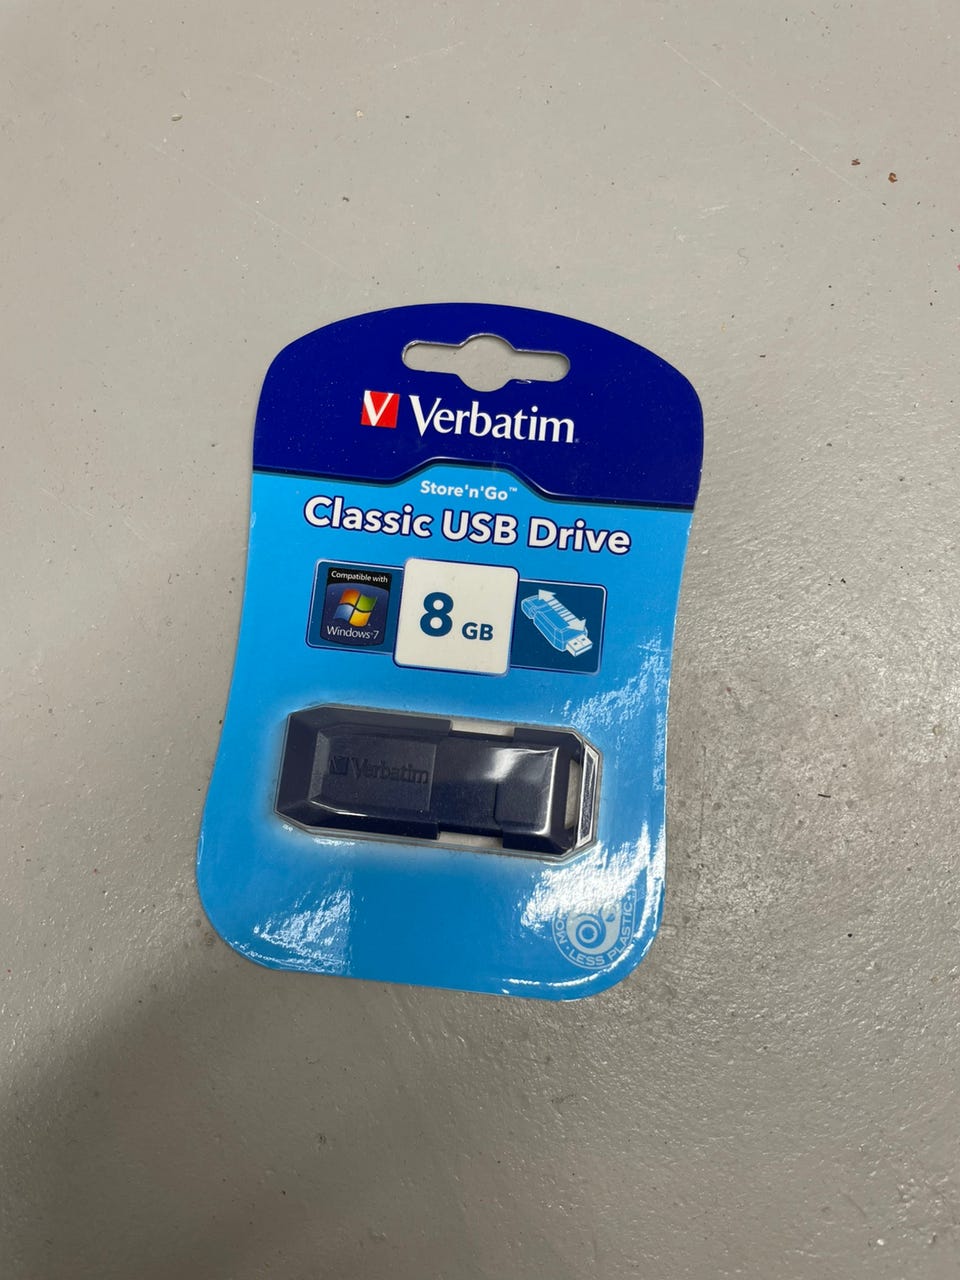 Verbatim
Store'n'Go™
Classic USB Drive
Compatible with
Windows 7
8 GB
Verbatim
LESS PLASTIC